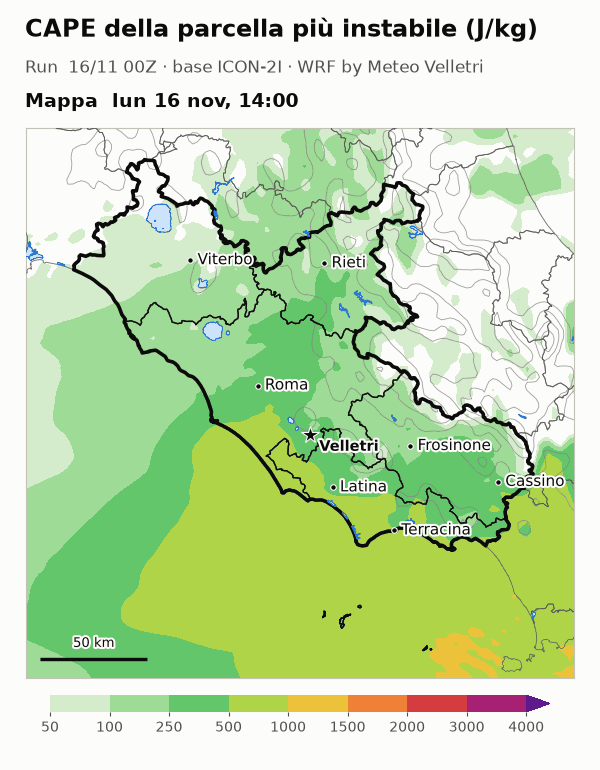 CAPE della parcella più instabile (J/kg)
Run  16/11 00Z · base ICON-2I · WRF by Meteo Velletri
Mappa  lun 16 nov, 14:00
Viterbo
Rieti
Roma
Velletri
Frosinone
Cassino
Latina
Terracina
50 km
50 100 250 500 1000 1500 2000 3000 4000